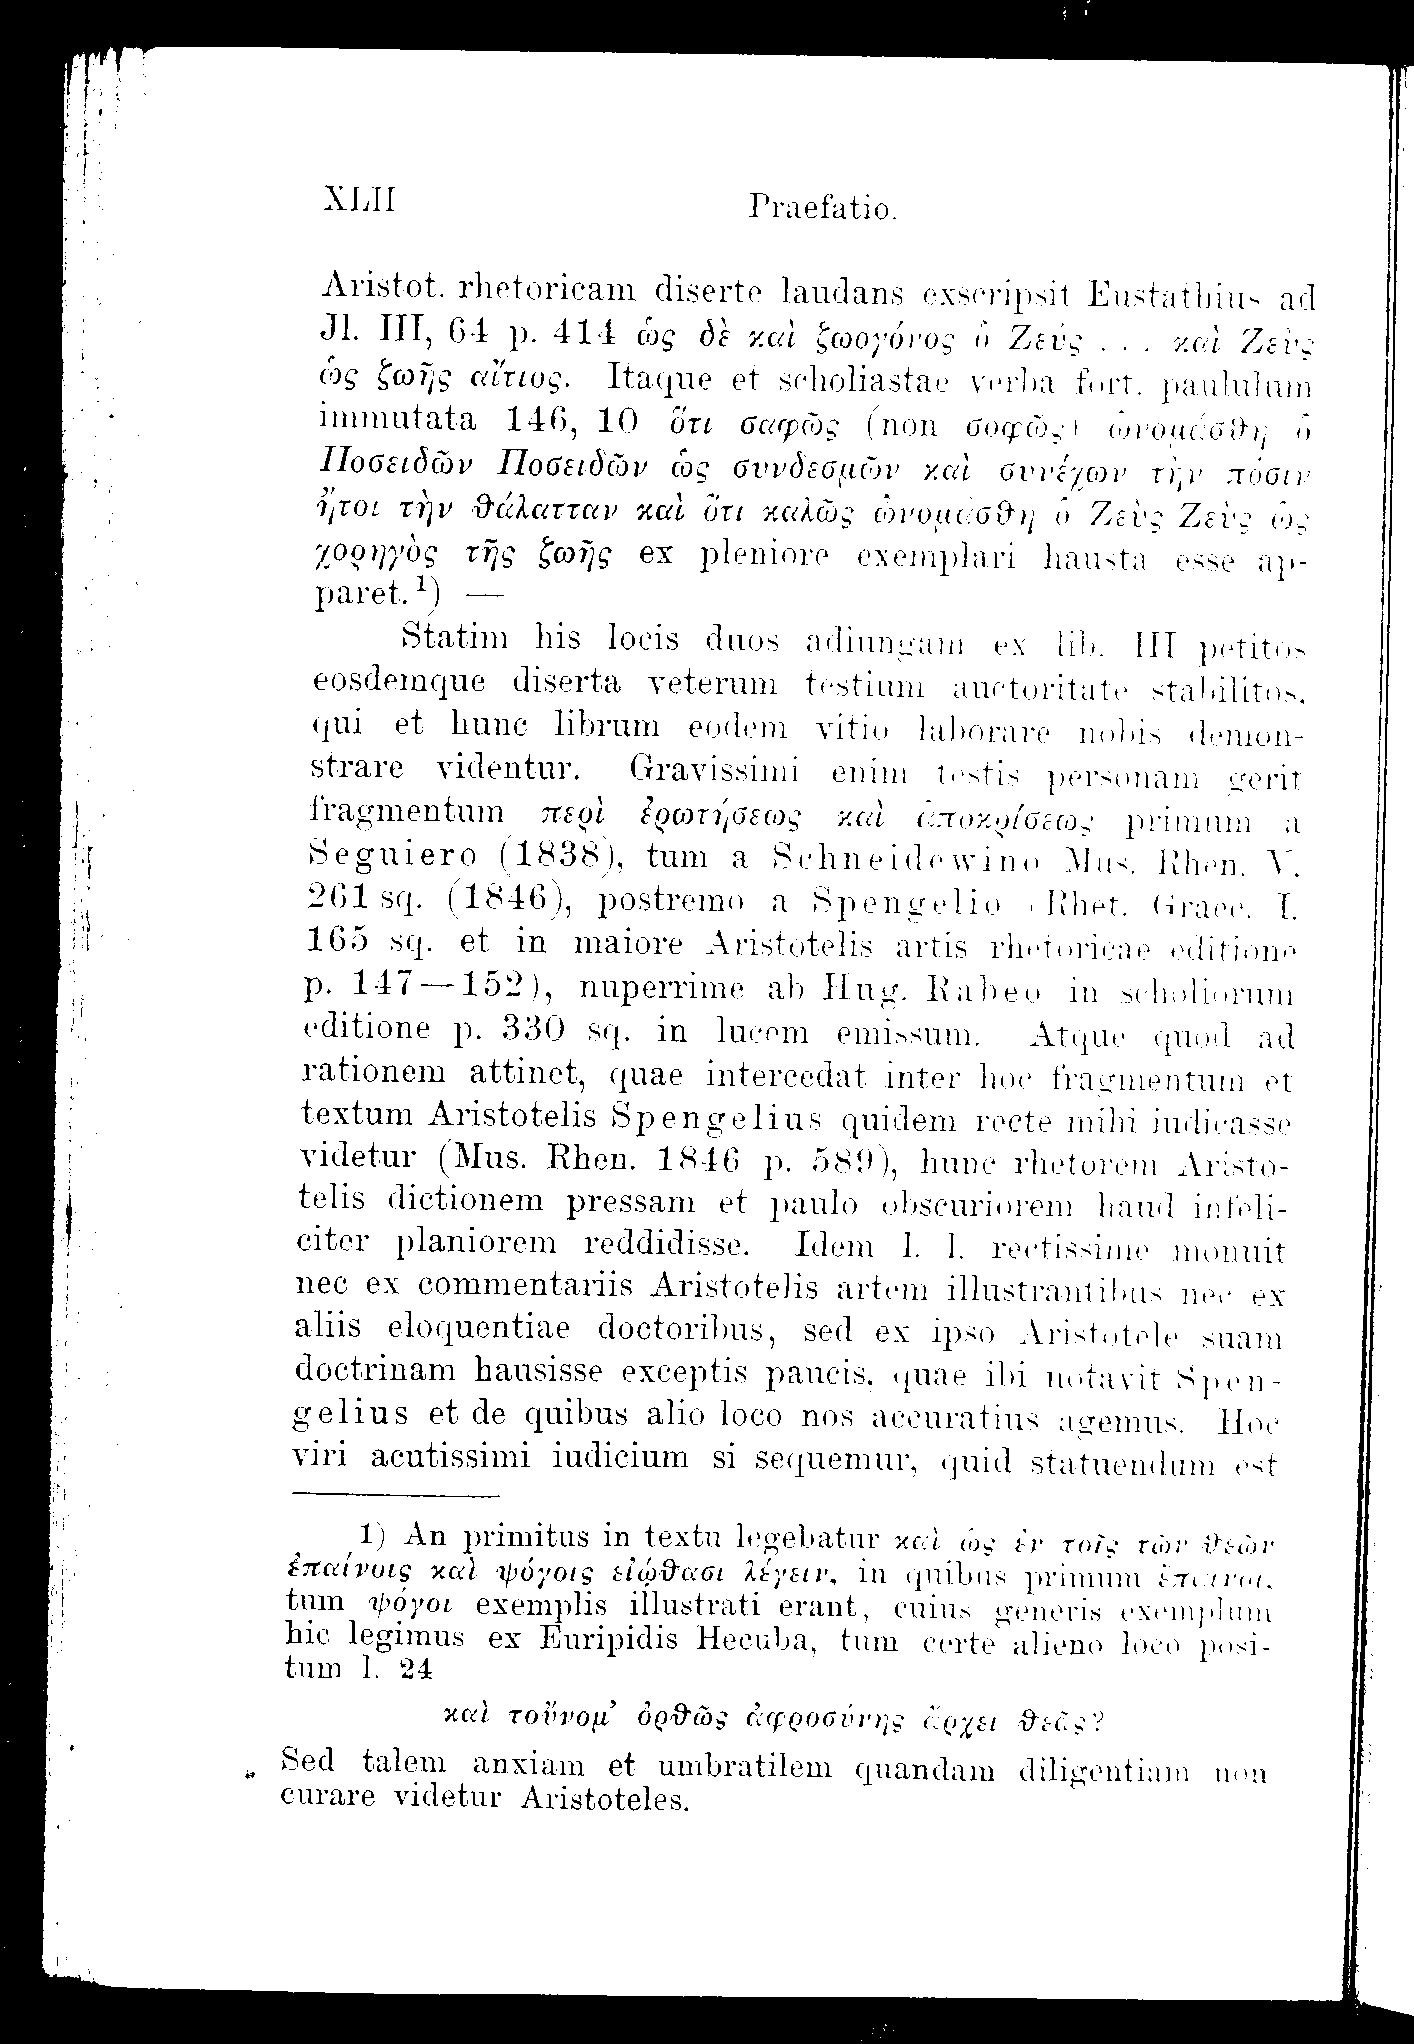 XLII Praefatio.
Aristot. rhetoricam diserte laudans exscripsit Eustathius ad
Jl. III, 64 p. 414 ὡς δὲ καὶ ζωογόνος ὁ Ζεύς . . . καὶ Ζεὺς
ὡς ζωῆς αἴτιος. Itaque et scholiastae verba fort. paululum
immutata 146, 10 ὅτι σαφῶς (non σοφῶς) ὠνομάσθη ὁ
Ποσειδῶν Ποσειδῶν ὡς συνδεσμῶν καὶ συνέχων τὴν πόσιν
ἤτοι τὴν θάλατταν καὶ ὅτι καλῶς ὠνομάσθη ὁ Ζεὺς Ζεὺς ὡς
χορηγὸς τῆς ζωῆς ex pleniore exemplari hausta esse ap-
paret.¹) —
Statim his locis duos adiungam ex lib. III petitos
eosdemque diserta veterum testium auctoritate stabilitos,
qui et hunc librum eodem vitio laborare nobis demon-
strare videntur. Gravissimi enim testis personam gerit
fragmentum περὶ ἐρωτήσεως καὶ ἀποκρίσεως primum a
Seguiero (1838), tum a Schneidewino Mus. Rhen. V.
261 sq. (1846), postremo a Spengelio (Rhet. Graec. I.
165 sq. et in maiore Aristotelis artis rhetoricae editione
p. 147—152), nuperrime ab Hug. Rabeo in scholiorum
editione p. 330 sq. in lucem emissum. Atque quod ad
rationem attinet, quae intercedat inter hoc fragmentum et
textum Aristotelis Spengelius quidem recte mihi iudicasse
videtur (Mus. Rhen. 1846 p. 589), hunc rhetorem Aristo-
telis dictionem pressam et paulo obscuriorem haud infeli-
citer planiorem reddidisse. Idem l. l. rectissime monuit
nec ex commentariis Aristotelis artem illustrantibus nec ex
aliis eloquentiae doctoribus, sed ex ipso Aristotele suam
doctrinam hausisse exceptis paucis, quae ibi notavit Spen-
gelius et de quibus alio loco nos accuratius agemus. Hoc
viri acutissimi iudicium si sequemur, quid statuendum est
1) An primitus in textu legebatur καὶ ὡς ἐν τοῖς τῶν θεῶν
ἐπαίνοις καὶ ψόγοις εἰώθασι λέγειν, in quibus primum ἔπαινοι,
tum ψόγοι exemplis illustrati erant, cuius generis exemplum
hic legimus ex Euripidis Hecuba, tum certe alieno loco posi-
tum l. 24
καὶ τοὔνομ’ ὀρθῶς ἀφροσύνης ἄρχει θεᾶς?
Sed talem anxiam et umbratilem quandam diligentiam non
curare videtur Aristoteles.